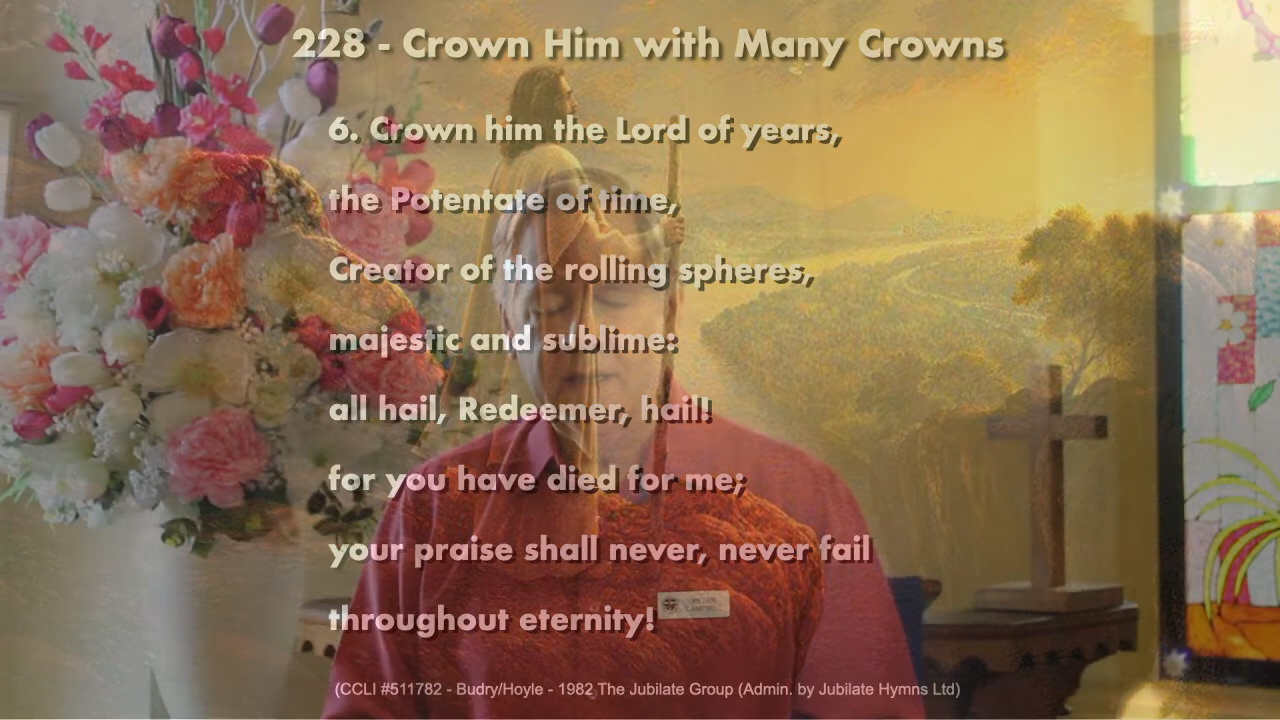 228 - Crown Him with Many Crowns
6. Crown him the Lord of years,
the Potentate of time,
Creator of the rolling spheres,
majestic and sublime:
all hail, Redeemer, hail!
for you have died for me;
your praise shall never, never fail
throughout eternity!
(CCLI #511782 - Budry/Hoyle - 1982 The Jubilate Group (Admin. by Jubilate Hymns Ltd)